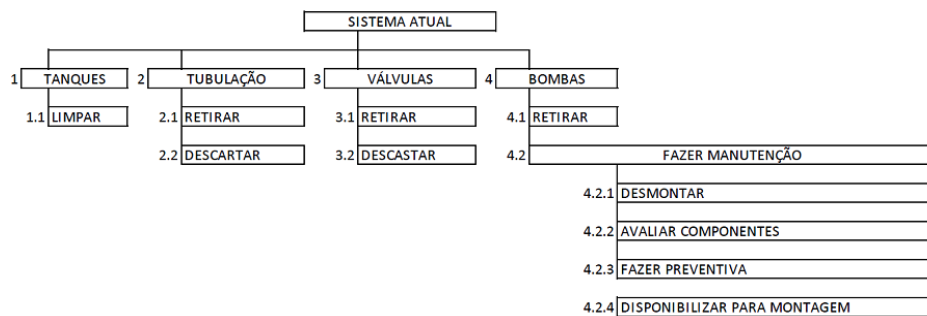 SISTEMA ATUAL
1 TANQUES 2 TUBULAÇÃO 3 VÁLVULAS 4 BOMBAS
1.1 LIMPAR 2.1 RETIRAR 3.1 RETIRAR 4.1 RETIRAR
2.2 DESCARTAR 3.2 DESCASTAR 4.2 FAZER MANUTENÇÃO
4.2.1 DESMONTAR
4.2.2 AVALIAR COMPONENTES
4.2.3 FAZER PREVENTIVA
4.2.4 DISPONIBILIZAR PARA MONTAGEM